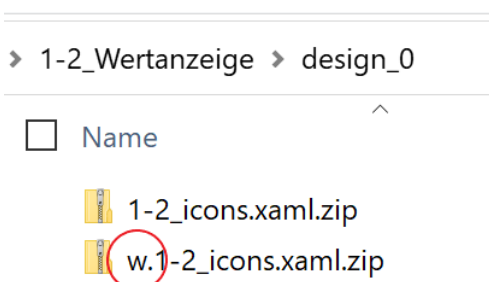 1-2_Wertanzeige > design_0
Name
1-2_icons.xaml.zip
w.1-2_icons.xaml.zip